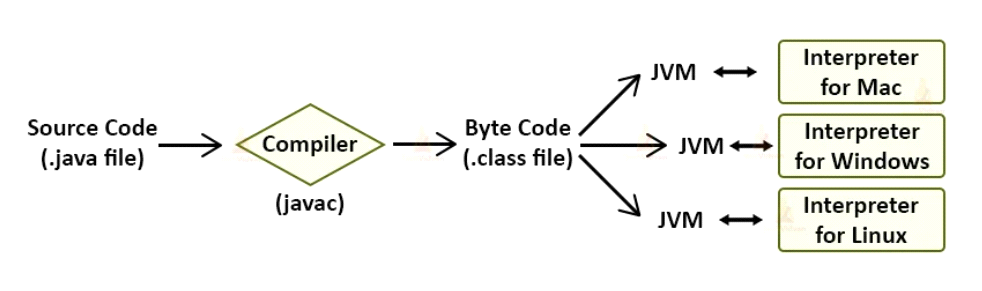 Source Code
(.java file)
Compiler
(javac)
Byte Code
(.class file)
JVM
Interpreter
for Mac
JVM
Interpreter
for Windows
JVM
Interpreter
for Linux